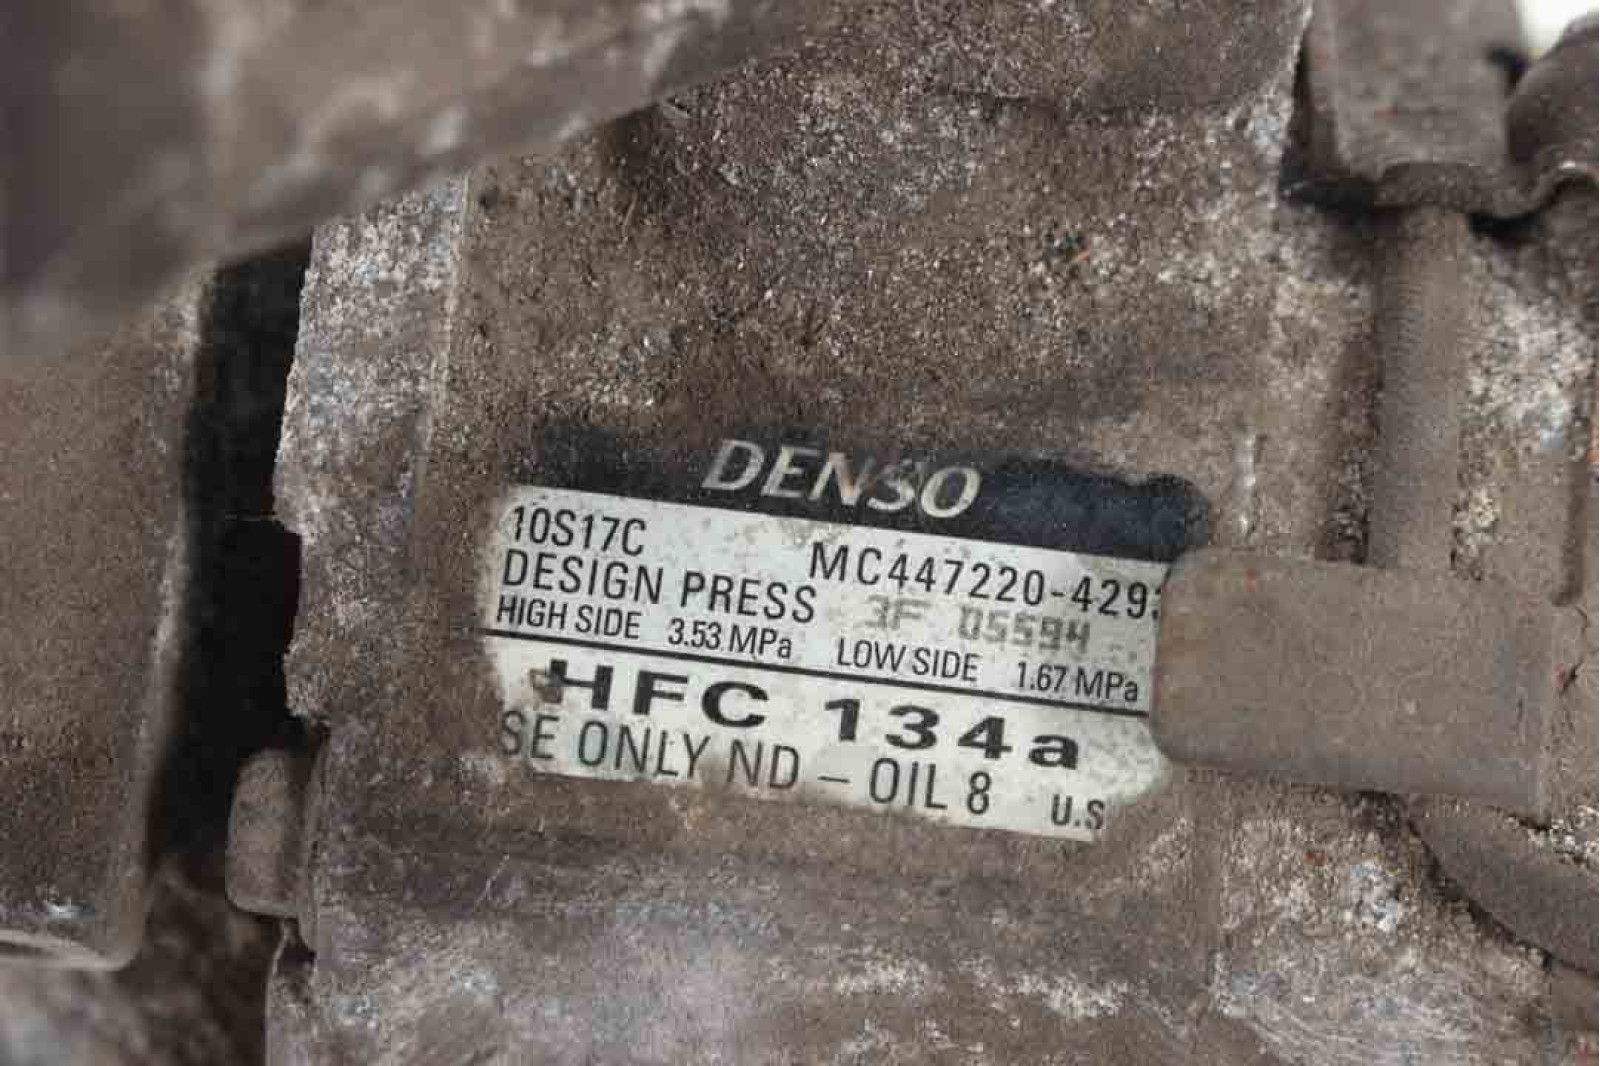 DENSO
10S17C MC447220-429
DESIGN PRESS 3F 05594
HIGH SIDE 3.53 MPa LOW SIDE 1.67 MPa
HFC 134a
SE ONLY ND - OIL 8 U.S